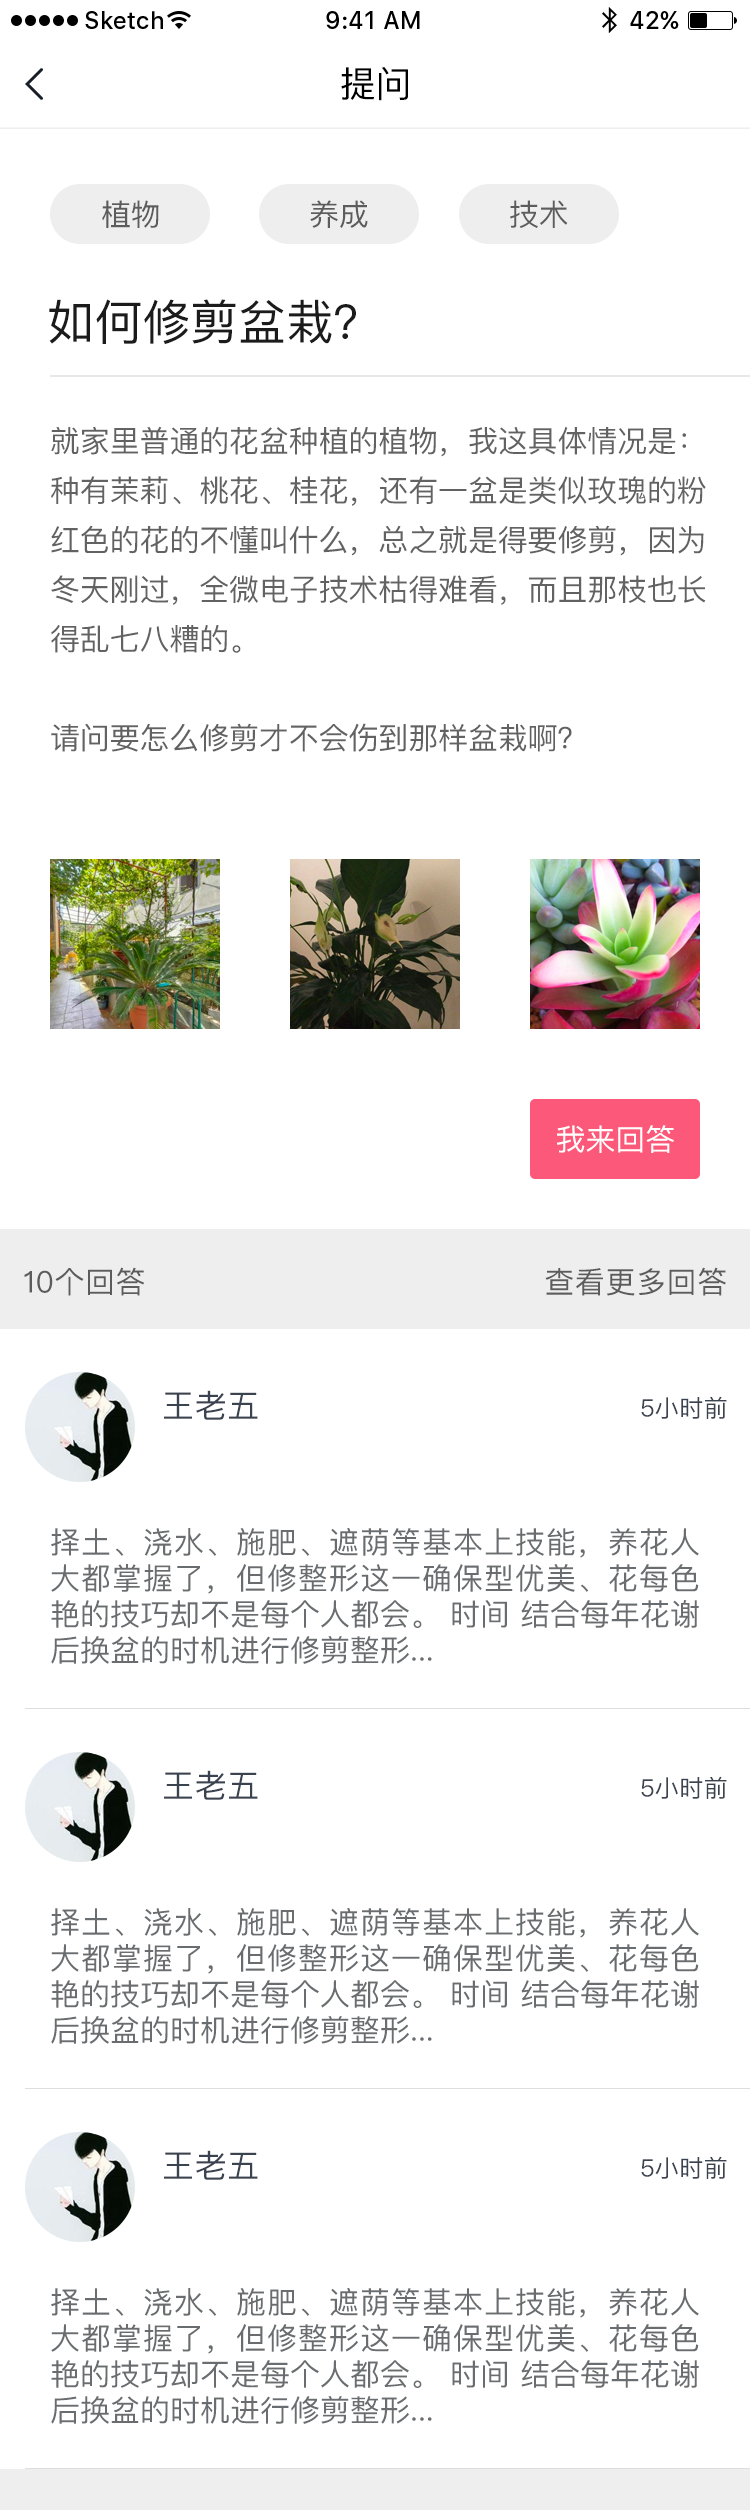 Sketch 9:41 AM 42%
提问
植物 养成 技术
如何修剪盆栽?
就家里普通的花盆种植的植物，我这具体情况是：
种有茉莉、桃花、桂花，还有一盆是类似玫瑰的粉
红色的花的不懂叫什么，总之就是得要修剪，因为
冬天刚过，全微电子技术枯得难看，而且那枝也长
得乱七八糟的。
请问要怎么修剪才不会伤到那样盆栽啊?
我来回答
10个回答 查看更多回答
王老五 5小时前
择土、浇水、施肥、遮荫等基本上技能，养花人
大都掌握了，但修整形这一确保型优美、花每色
艳的技巧却不是每个人都会。 时间 结合每年花谢
后换盆的时机进行修剪整形...
王老五 5小时前
择土、浇水、施肥、遮荫等基本上技能，养花人
大都掌握了，但修整形这一确保型优美、花每色
艳的技巧却不是每个人都会。 时间 结合每年花谢
后换盆的时机进行修剪整形...
王老五 5小时前
择土、浇水、施肥、遮荫等基本上技能，养花人
大都掌握了，但修整形这一确保型优美、花每色
艳的技巧却不是每个人都会。 时间 结合每年花谢
后换盆的时机进行修剪整形...